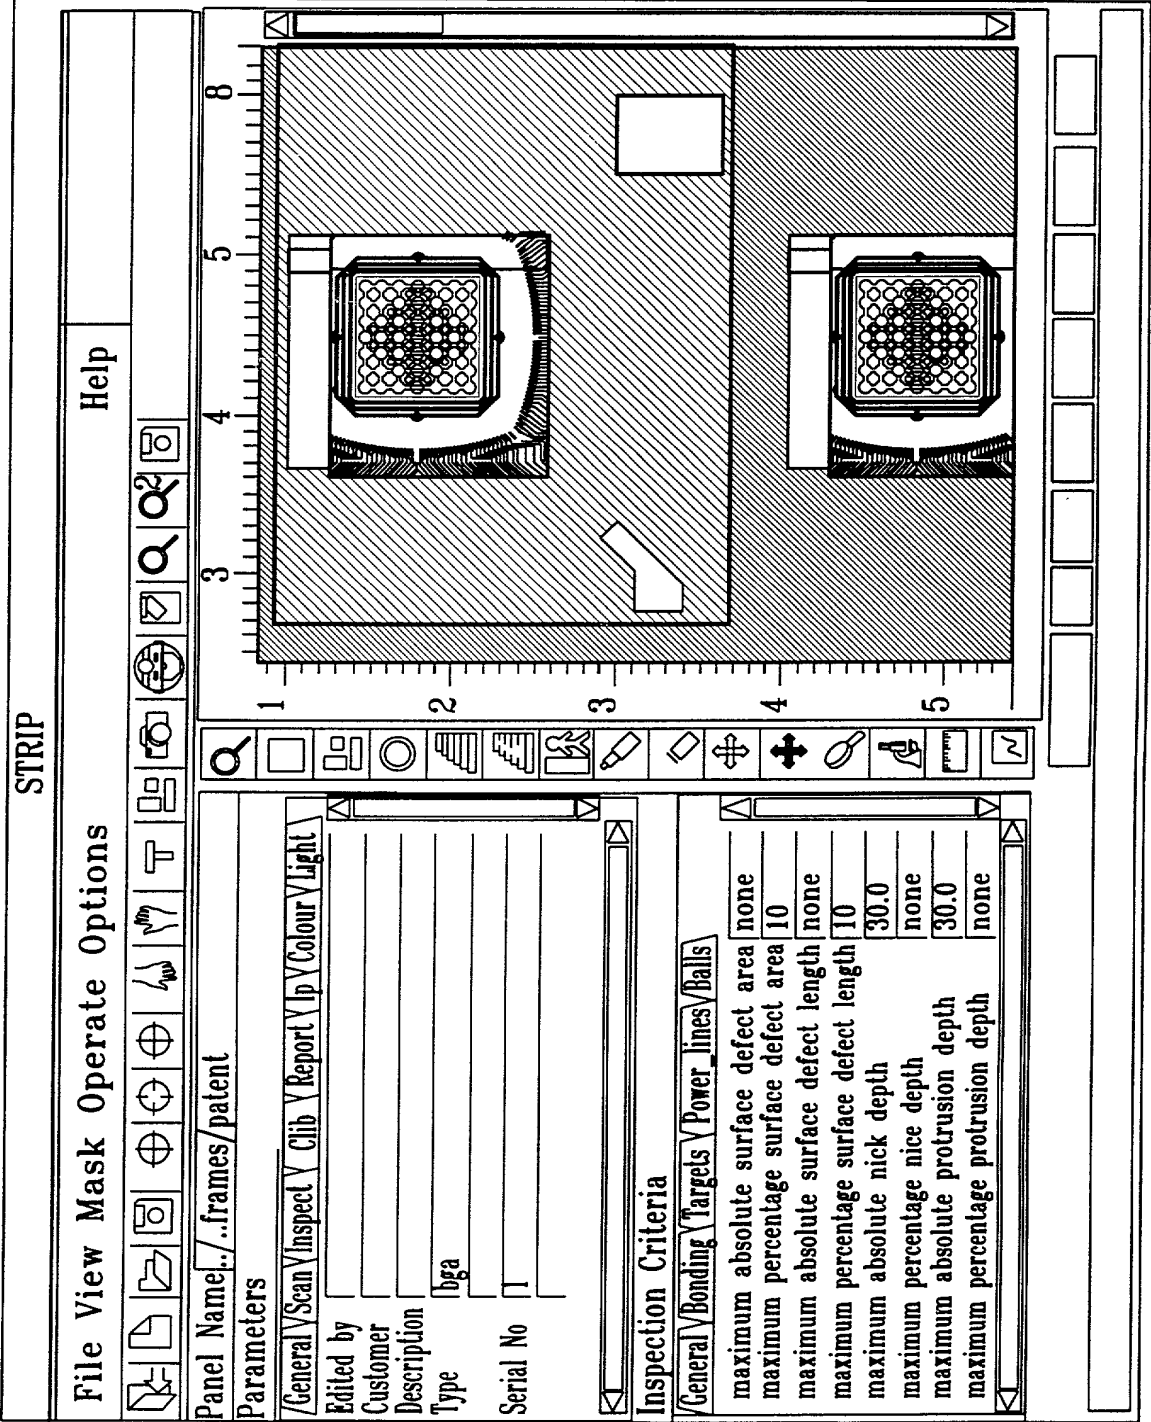 STRIP
File View Mask Operate Options Help
Panel Name ../..frames/patent
Parameters
General Scan Inspect Clib Report Ip Colour Light
Edited by
Customer
Description
Type bga
Serial No 1
Inspection Criteria
General Bonding Targets Power_lines Balls
maximum absolute surface defect area none
maximum percentage surface defect area 10
maximum absolute surface defect length none
maximum percentage surface defect length 10
maximum absolute nick depth 30.0
maximum percentage nice depth none
maximum absolute protrusion depth 30.0
maximum percentage protrusion depth none
2
3 4 5 8
1
2
3
4
5